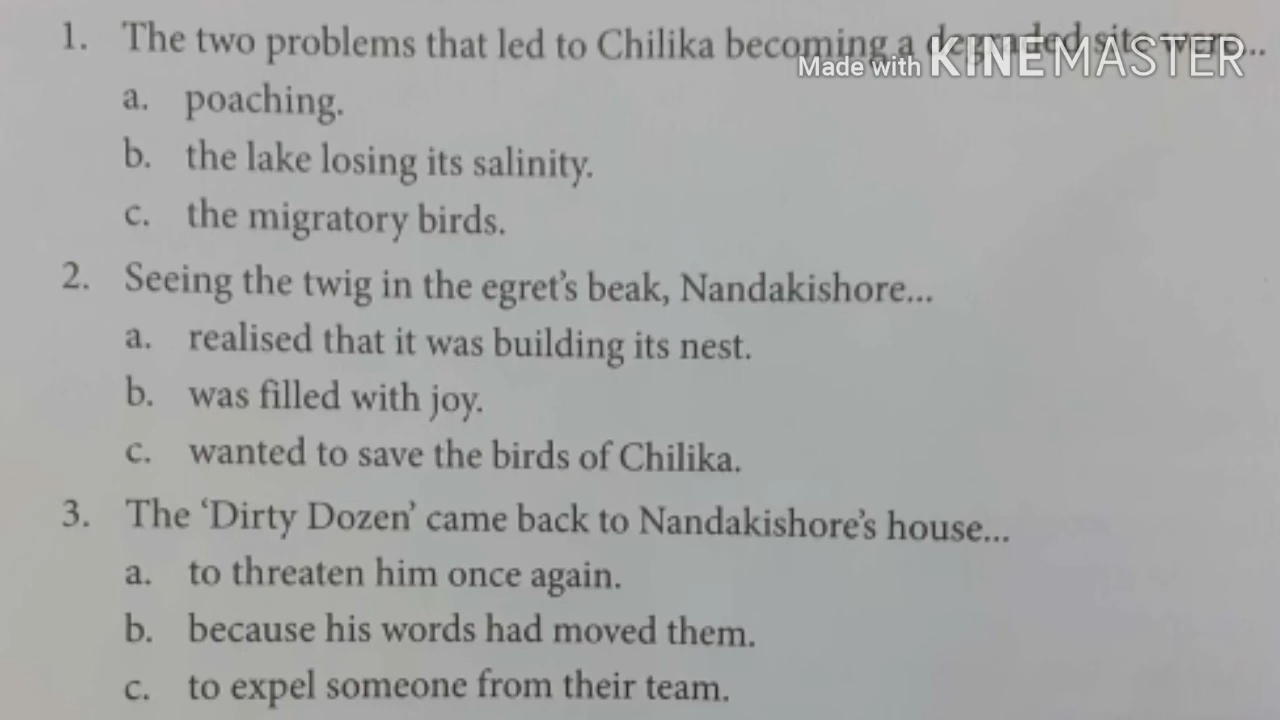 1. The two problems that led to Chilika becoming a degraded site were...
Made with KINEMASTER
a. poaching.
b. the lake losing its salinity.
c. the migratory birds.
2. Seeing the twig in the egret's beak, Nandakishore...
a. realised that it was building its nest.
b. was filled with joy.
c. wanted to save the birds of Chilika.
3. The ‘Dirty Dozen’ came back to Nandakishore's house...
a. to threaten him once again.
b. because his words had moved them.
c. to expel someone from their team.